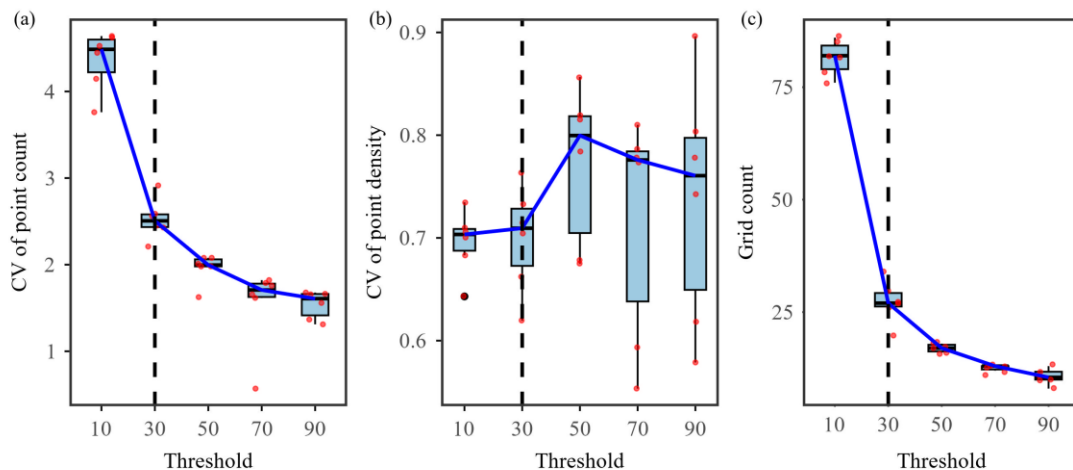 (a)
CV of point count
4
3
2
1
10 30 50 70 90
Threshold
(b)
CV of point density
0.9
0.8
0.7
0.6
10 30 50 70 90
Threshold
(c)
Grid count
75
50
25
10 30 50 70 90
Threshold